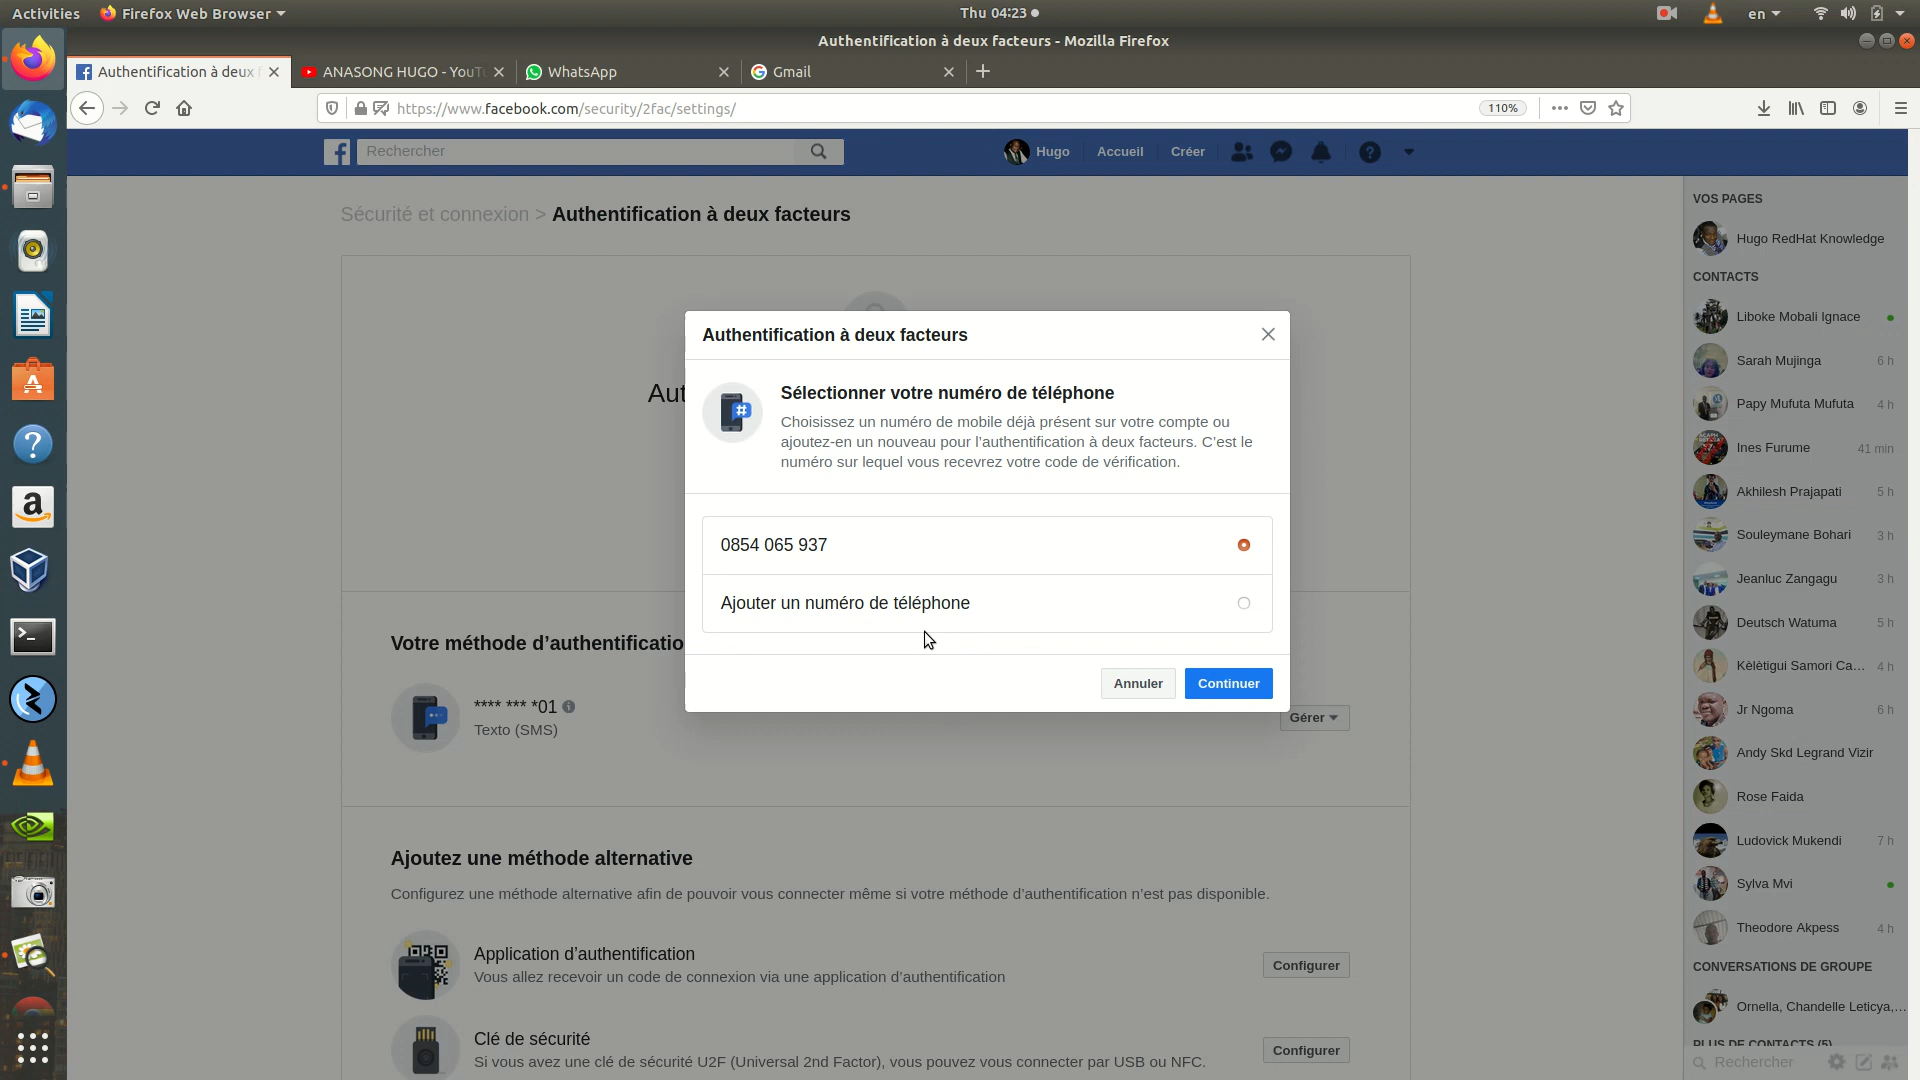 Activities
Firefox Web Browser
Thu 04:23
en
Authentification à deux facteurs - Mozilla Firefox
Authentification à deux f
ANASONG HUGO - YouTu
WhatsApp
Gmail
https://www.facebook.com/security/2fac/settings/
110%
Rechercher
Hugo
Accueil
Créer
Sécurité et connexion > Authentification à deux facteurs
Aut
Authentification à deux facteurs
Sélectionner votre numéro de téléphone
Choisissez un numéro de mobile déjà présent sur votre compte ou
ajoutez-en un nouveau pour l’authentification à deux facteurs. C’est le
numéro sur lequel vous recevrez votre code de vérification.
0854 065 937
Ajouter un numéro de téléphone
Annuler
Continuer
Votre méthode d’authentificatio
**** *** *01
Texto (SMS)
Gérer
Ajoutez une méthode alternative
Configurez une méthode alternative afin de pouvoir vous connecter même si votre méthode d’authentification n’est pas disponible.
Application d’authentification
Vous allez recevoir un code de connexion via une application d’authentification
Configurer
Clé de sécurité
Si vous avez une clé de sécurité U2F (Universal 2nd Factor), vous pouvez vous connecter par USB ou NFC.
Configurer
VOS PAGES
Hugo RedHat Knowledge
CONTACTS
Liboke Mobali Ignace
Sarah Mujinga 6 h
Papy Mufuta Mufuta 4 h
Ines Furume 41 min
Akhilesh Prajapati 5 h
Souleymane Bohari 3 h
Jeanluc Zangagu 3 h
Deutsch Watuma 5 h
Kèlètigui Samori Ca... 4 h
Jr Ngoma 6 h
Andy Skd Legrand Vizir
Rose Faida
Ludovick Mukendi 7 h
Sylva Mvi
Theodore Akpess 4 h
CONVERSATIONS DE GROUPE
Ornella, Chandelle Leticya,...
PLUS DE CONTACTS (5)
Rechercher